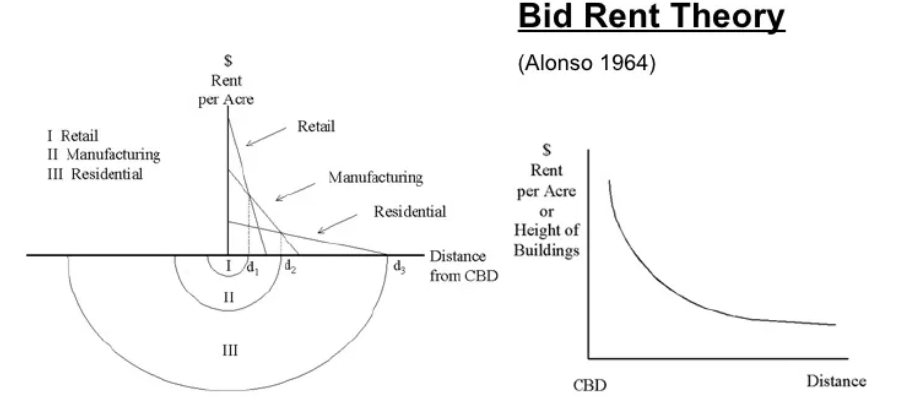 Bid Rent Theory
(Alonso 1964)
$
Rent
per Acre
I Retail
II Manufacturing
III Residential
Retail
Manufacturing
Residential
Distance
from CBD
I
d1
d2
d3
II
III
$
Rent
per Acre
or
Height of
Buildings
CBD
Distance